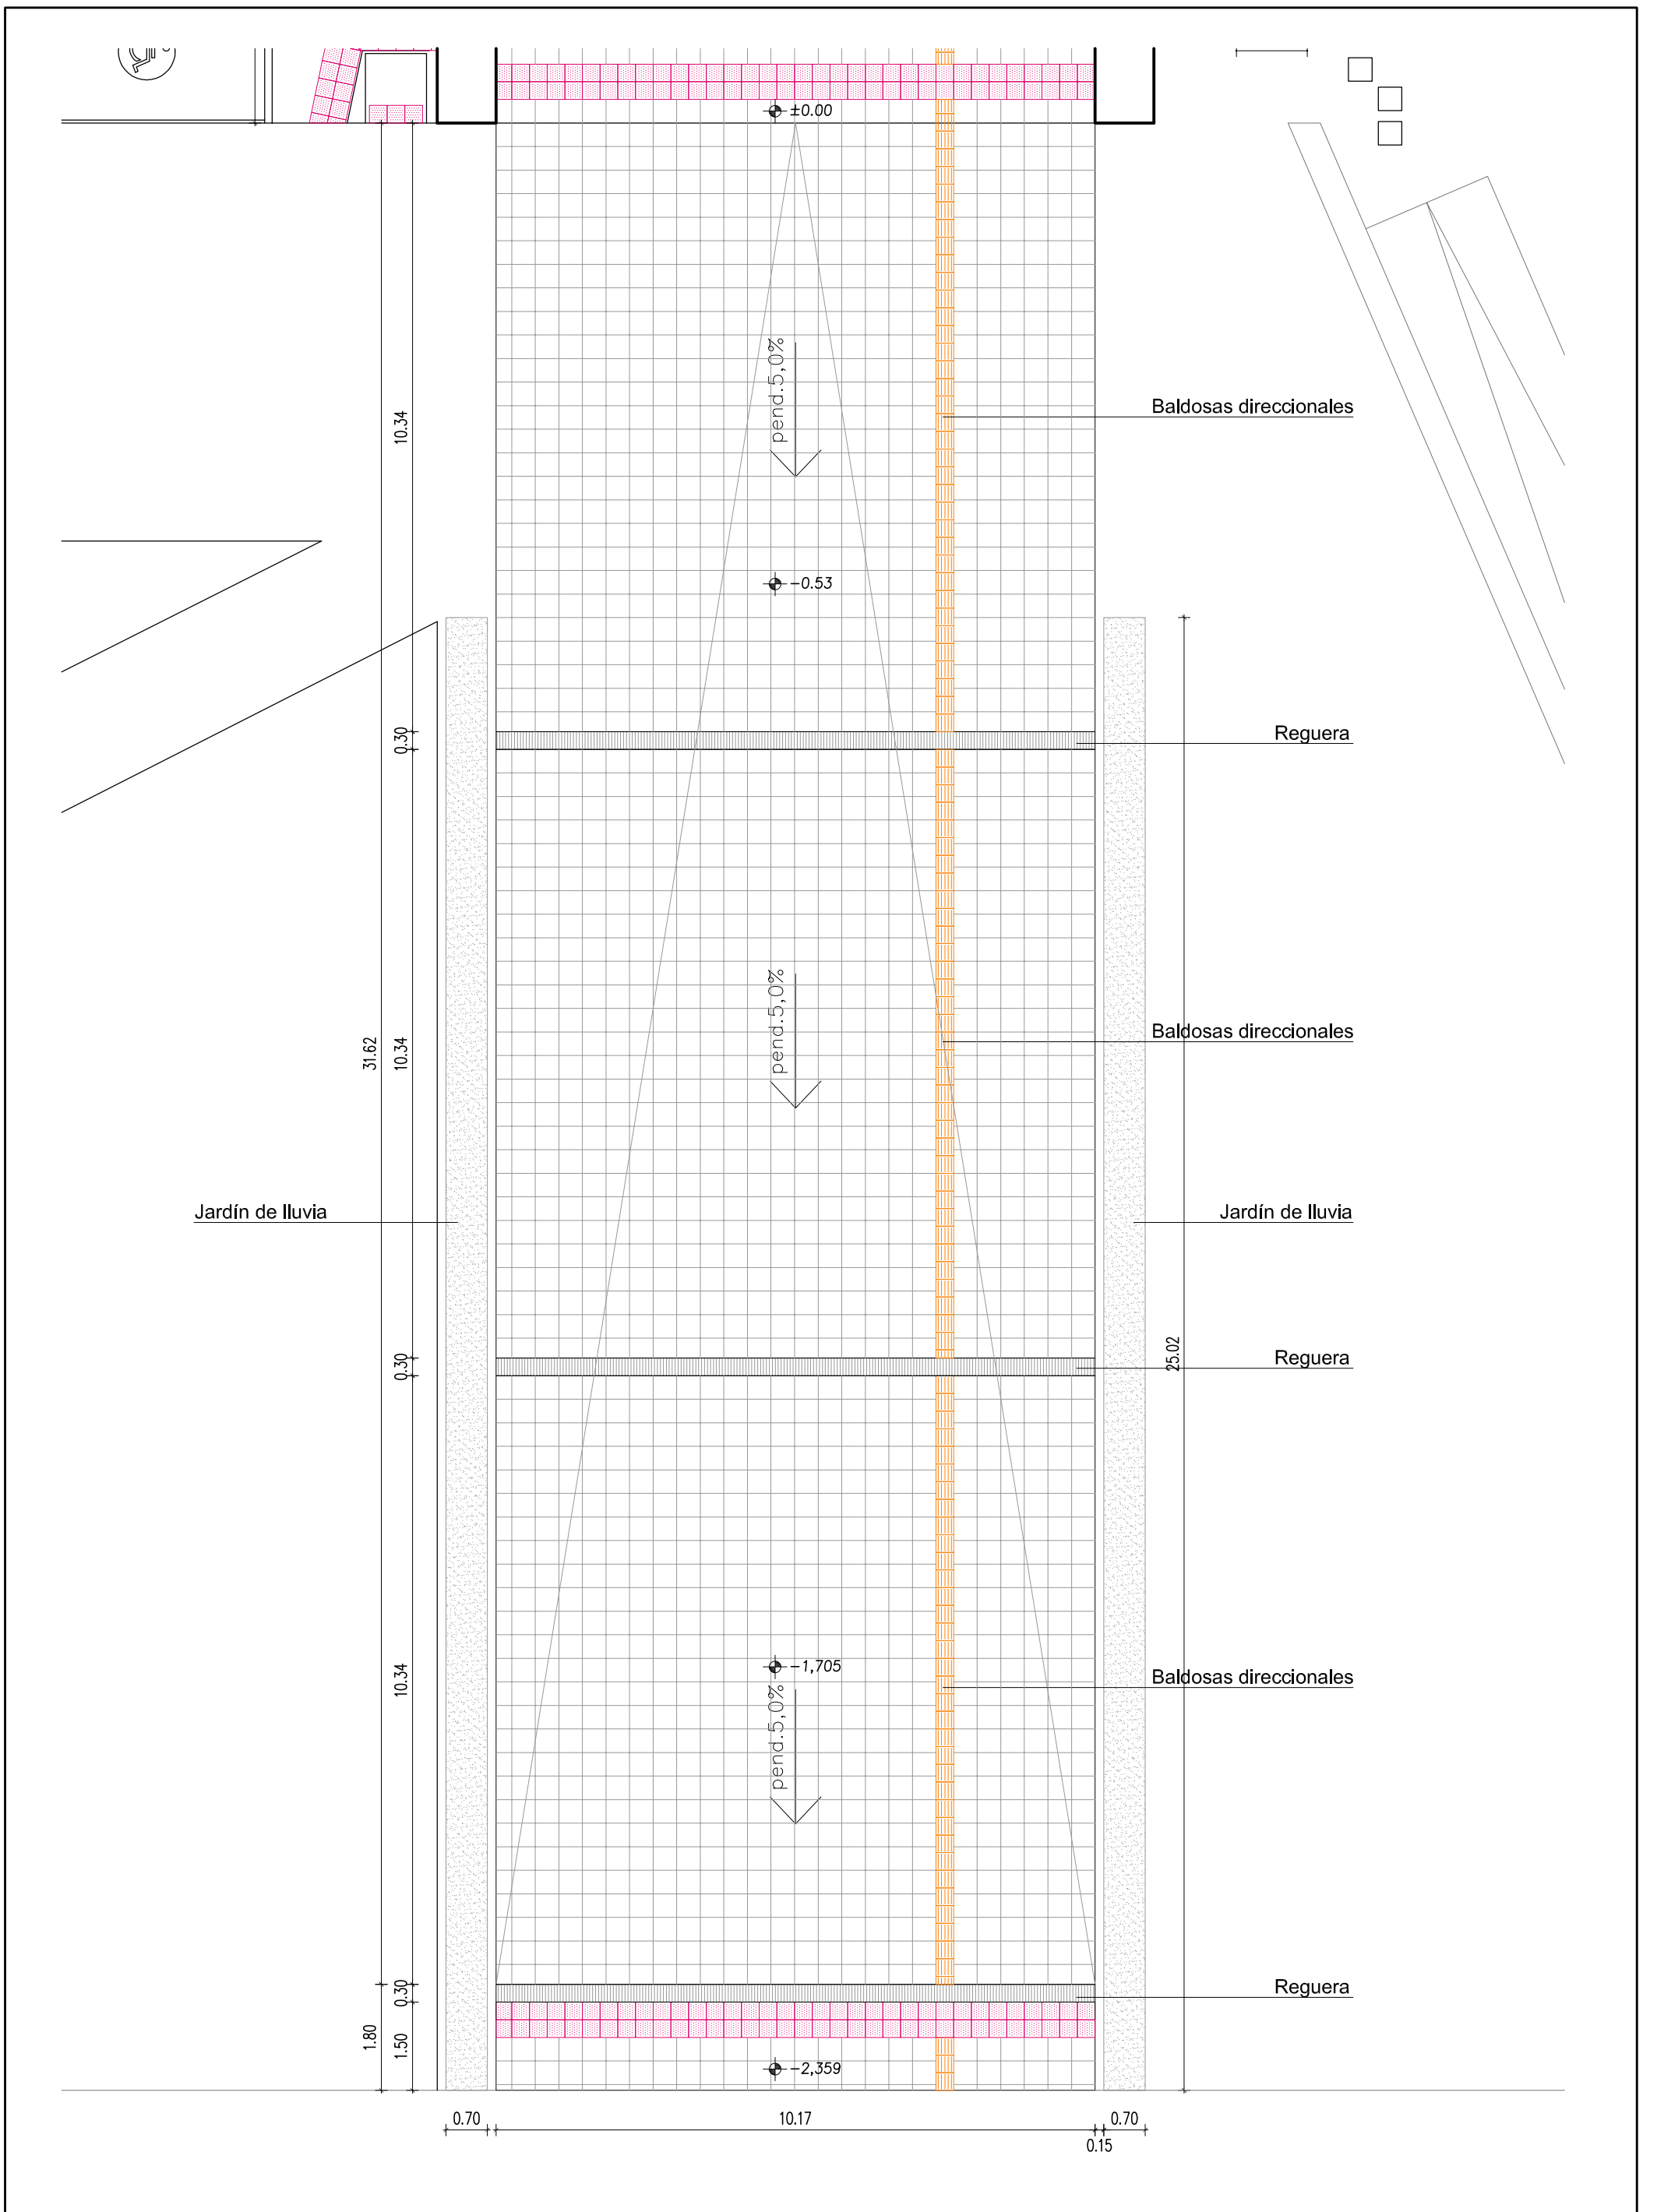 ±0.00
pend.5,0%
10.34
Baldosas direccionales
-0.53
0.30
Reguera
pend.5,0%
31.62
10.34
Baldosas direccionales
Jardín de lluvia
Jardín de lluvia
0.30
25.02
Reguera
-1,705
10.34
pend.5,0%
Baldosas direccionales
0.30
Reguera
1.80
1.50
-2,359
0.70
10.17
0.70
0.15